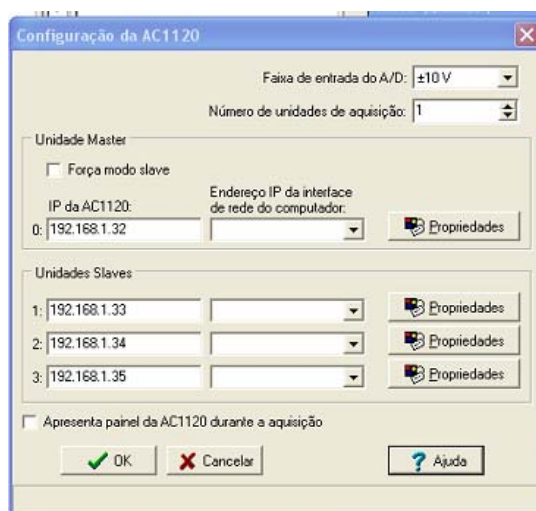 Configuração da AC1120
Faixa de entrada do A/D: ±10 V
Número de unidades de aquisição: 1
Unidade Master
Força modo slave
IP da AC1120:
Endereço IP da interface
de rede do computador:
0: 192.168.1.32
Propriedades
Unidades Slaves
1: 192.168.1.33
Propriedades
2: 192.168.1.34
Propriedades
3: 192.168.1.35
Propriedades
Apresenta painel da AC1120 durante a aquisição
OK
Cancelar
? Ajuda